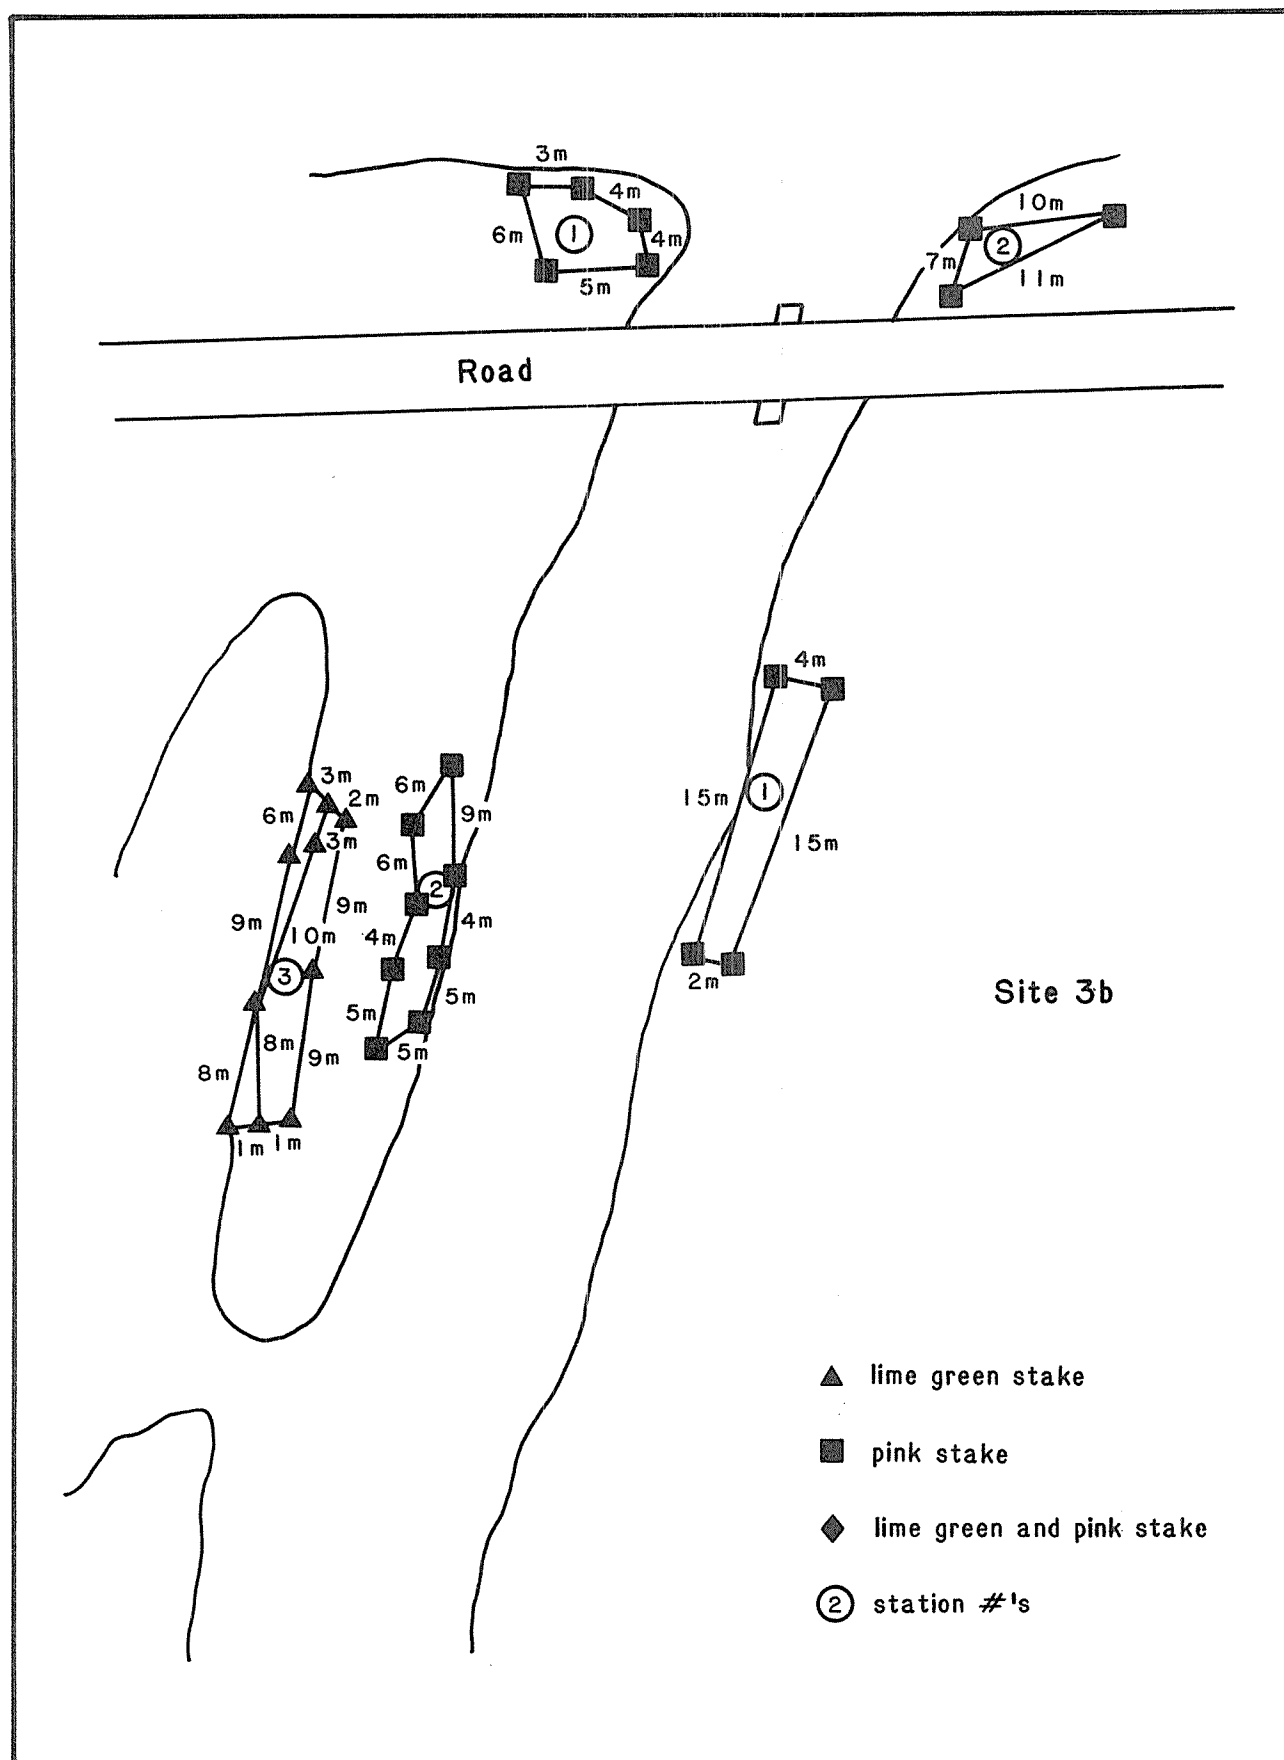 3m
4m
6m
1
4m
5m
10m
7m
2
11m
Road
4m
15m
1
15m
2m
Site 3b
3m
2m
6m
3m
9m
9m
10m
3
8m
8m
9m
1m
1m
6m
9m
6m
2
4m
4m
5m
5m
5m
lime green stake
pink stake
lime green and pink stake
2 station #'s